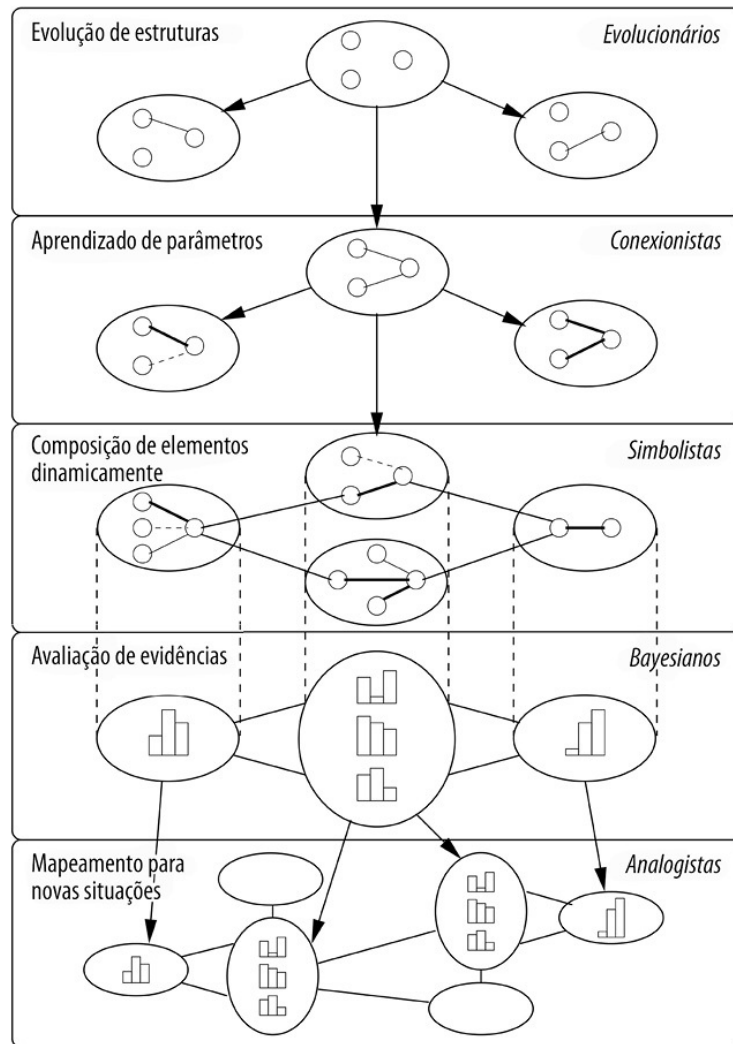 Evolução de estruturas
Evolucionários
Aprendizado de parâmetros
Conexionistas
Composição de elementos
dinamicamente
Simbolistas
Avaliação de evidências
Bayesianos
Mapeamento para
novas situações
Analogistas